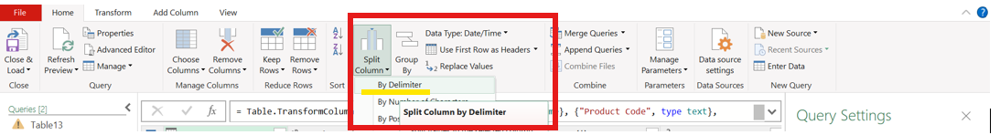 File Home Transform Add Column View
Close & Load
Refresh Preview
Properties
Advanced Editor
Manage
Choose Columns
Remove Columns
Keep Rows
Remove Rows
Split Column
Group By
Data Type: Date/Time
Use First Row as Headers
Replace Values
Merge Queries
Append Queries
Combine Files
Manage Parameters
Data source settings
New Source
Recent Sources
Enter Data
Close Query Manage Columns Reduce Rows Sort Combine Parameters Data Sources New Query
By Delimiter
By Number of Characters
By Pos
Split Column by Delimiter
Queries [2]
Table13
fx = Table.TransformColum
}, {"Product Code", type text},
Query Settings